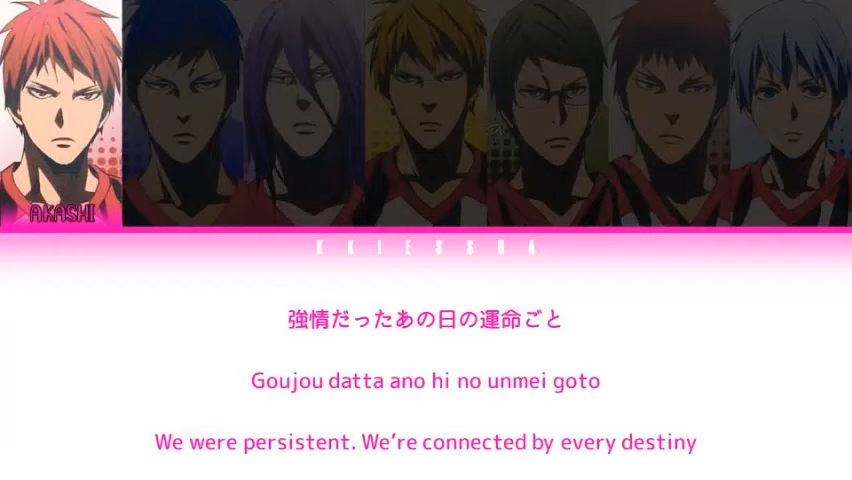 AKASHI
KKIESSHA
強情だったあの日の運命ごと
Goujou datta ano hi no unmei goto
We were persistent. We're connected by every destiny